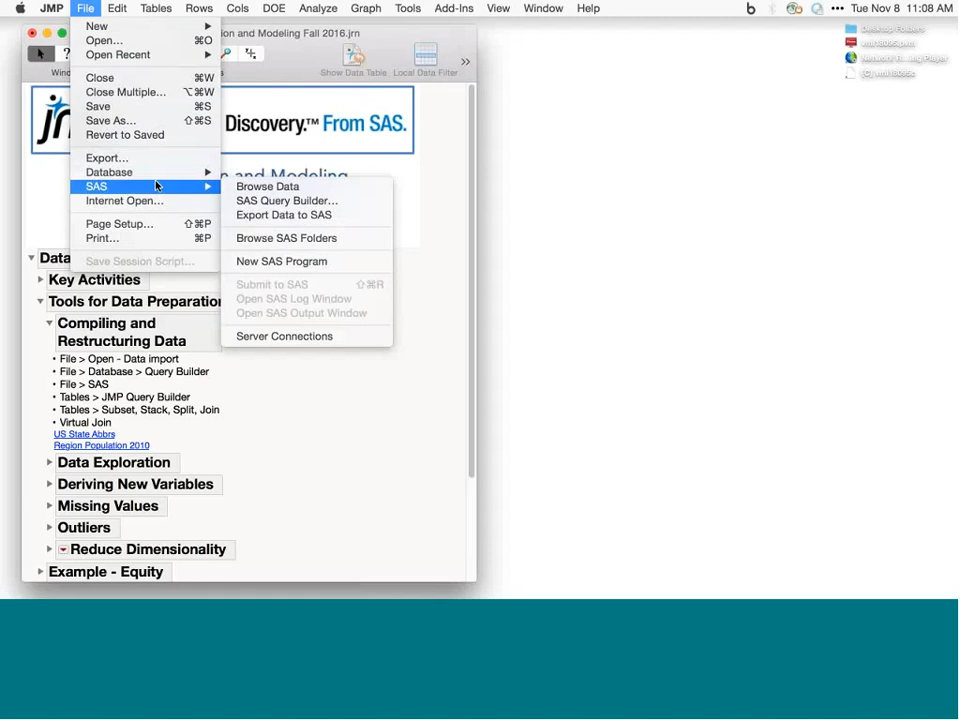 JMP File Edit Tables Rows Cols DOE Analyze Graph Tools Add-Ins View Window Help Tue Nov 8 11:08 AM
ion and Modeling Fall 2016.jrn
New
Open... ⌘O
Open Recent
Close ⌘W
Close Multiple... ⌥⌘W
Save ⌘S
Save As... ⇧⌘S
Revert to Saved
Export...
Database
SAS
Internet Open...
Page Setup... ⇧⌘P
Print... ⌘P
Save Session Script...
Browse Data
SAS Query Builder...
Export Data to SAS
Browse SAS Folders
New SAS Program
Submit to SAS ⇧⌘R
Open SAS Log Window
Open SAS Output Window
Server Connections
Show Data Table Local Data Filter
Discovery.™ From SAS.
n and Modeling
Data
Key Activities
Tools for Data Preparation
Compiling and
Restructuring Data
• File > Open - Data import
• File > Database > Query Builder
• File > SAS
• Tables > JMP Query Builder
• Tables > Subset, Stack, Split, Join
• Virtual Join
US State Abbrs
Region Population 2010
Data Exploration
Deriving New Variables
Missing Values
Outliers
Reduce Dimensionality
Example - Equity
Desktop Folders